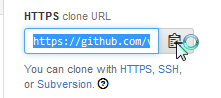 HTTPS clone URL
https://github.com/v
You can clone with HTTPS, SSH,
or Subversion.